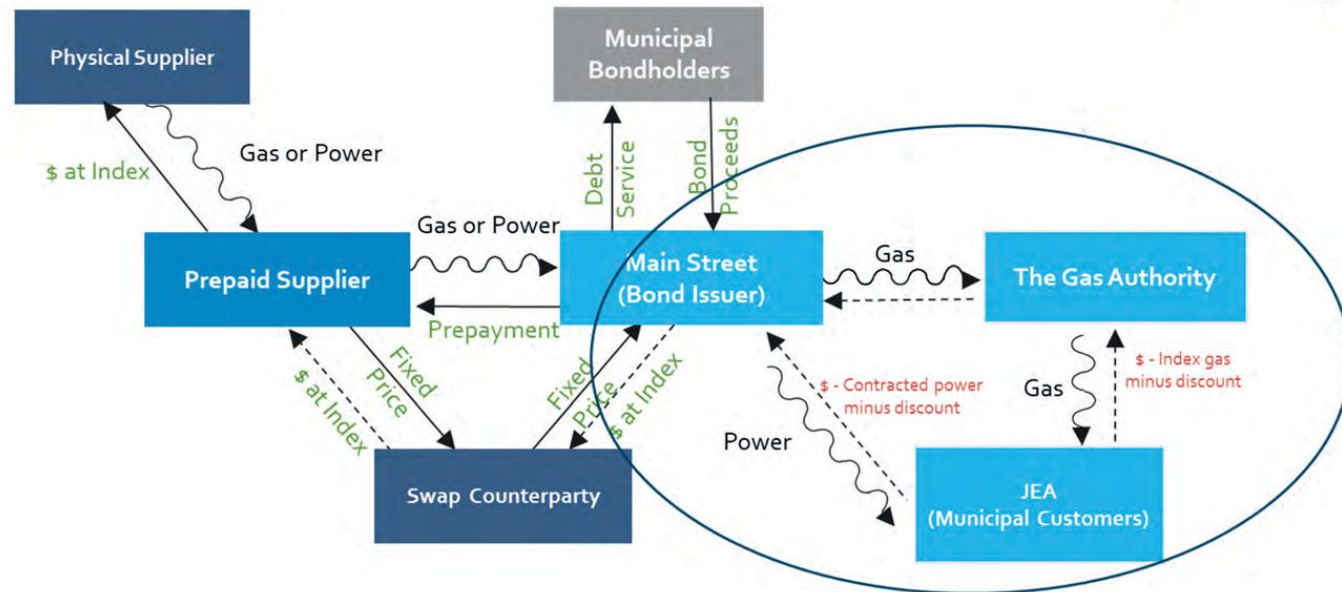 Physical Supplier
Municipal
Bondholders
$ at Index
Gas or Power
Debt
Service
Bond
Proceeds
Gas or Power
Prepaid Supplier
Main Street
(Bond Issuer)
Gas
The Gas Authority
Prepayment
Fixed
Price
$ at Index
Fixed
Price
$ at Index
$ - Contracted power
minus discount
Gas
$ - Index gas
minus discount
Power
Swap Counterparty
JEA
(Municipal Customers)